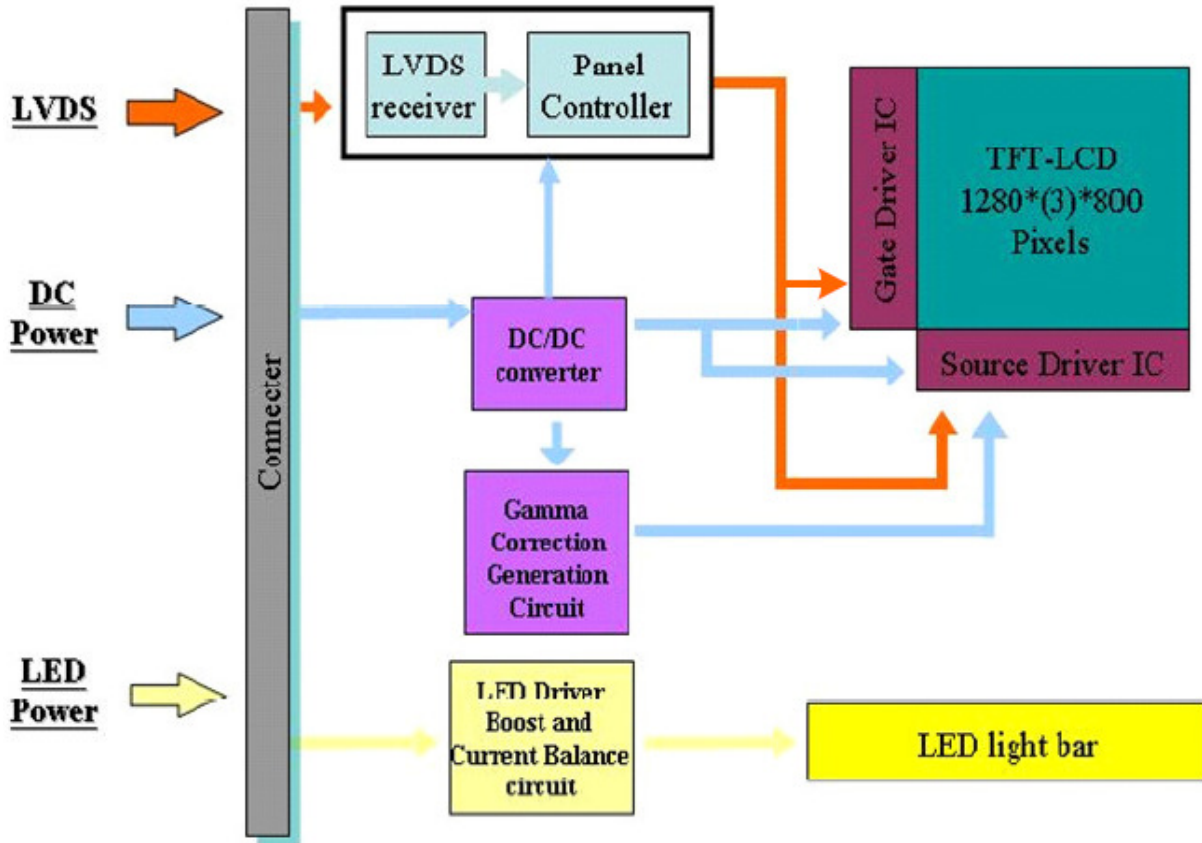 LVDS
DC
Power
LED
Power
Connecter
LVDS
receiver
Panel
Controller
DC/DC
converter
Gamma
Correction
Generation
Circuit
LED Driver
Boost and
Current Balance
circuit
Gate Driver IC
TFT-LCD
1280*(3)*800
Pixels
Source Driver IC
LED light bar